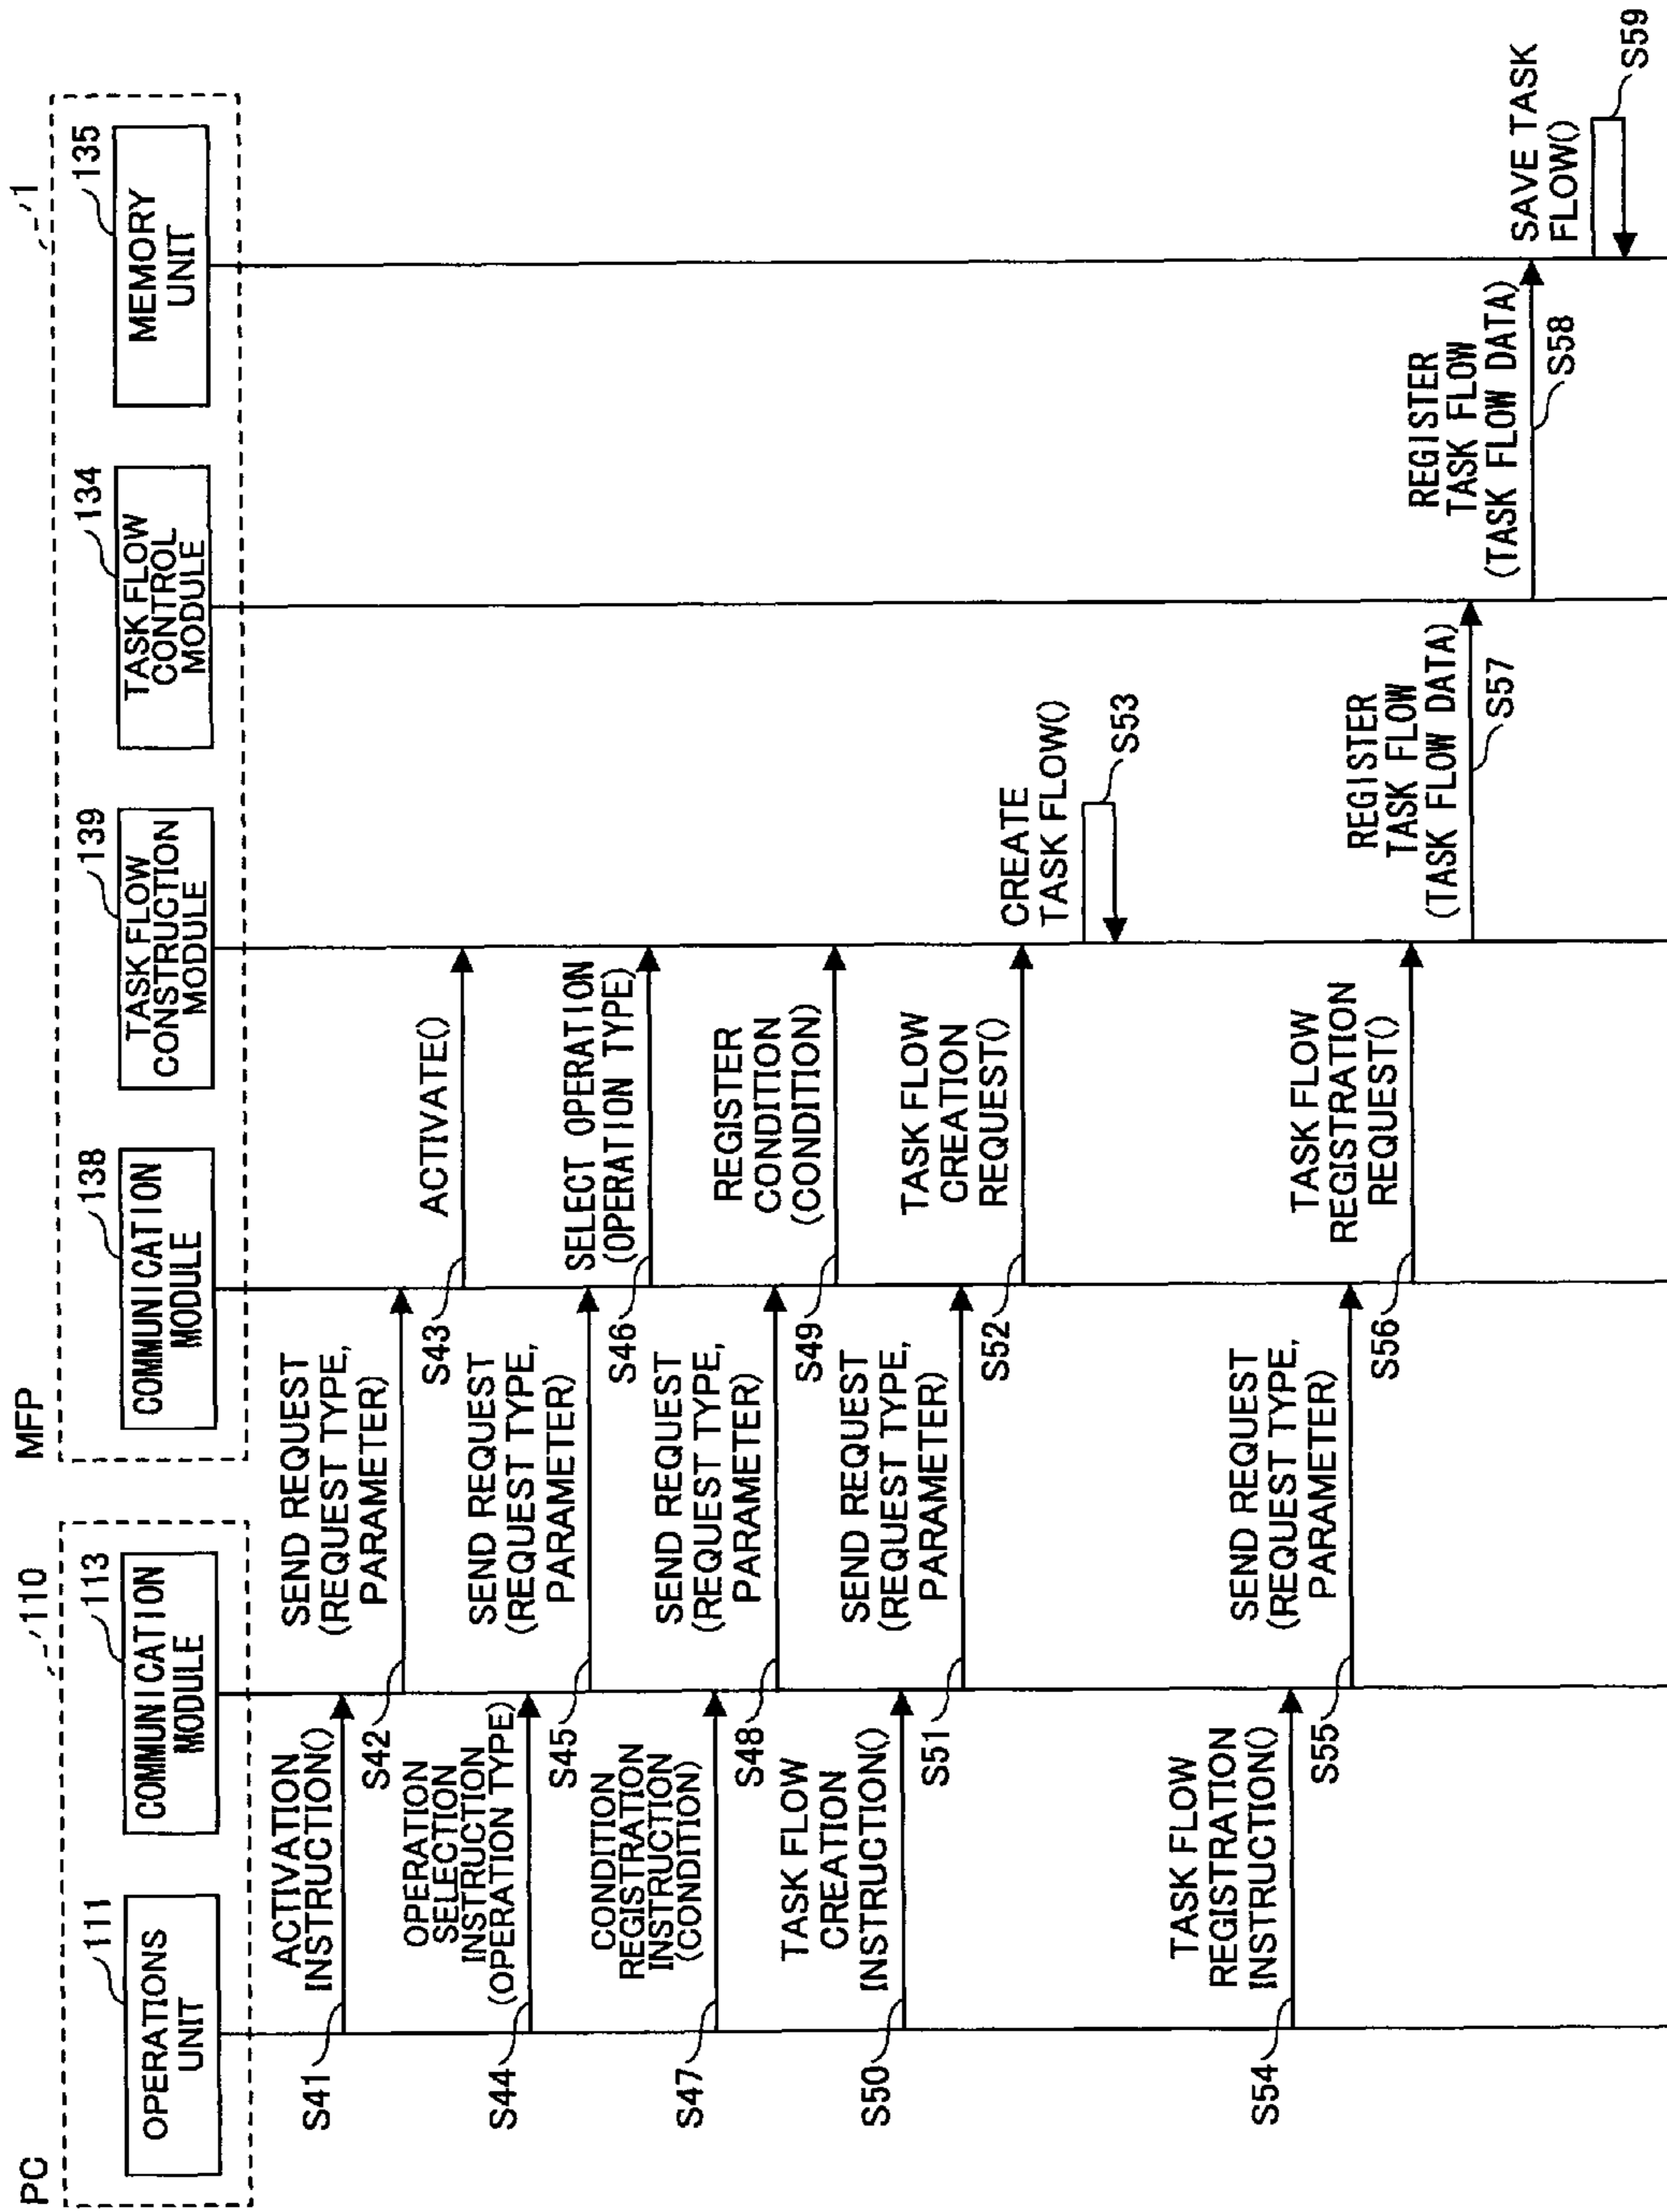 PC
110
MFP
1
OPERATIONS
UNIT
111
COMMUNICATION
MODULE
113
COMMUNICATION
MODULE
138
TASK FLOW
CONSTRUCTION
MODULE
139
TASK FLOW
CONTROL
MODULE
134
MEMORY
UNIT
135
ACTIVATION
INSTRUCTION()
S41
SEND REQUEST
(REQUEST TYPE,
PARAMETER)
S42
ACTIVATE()
S43
OPERATION
SELECTION
INSTRUCTION
(OPERATION TYPE)
S44
SEND REQUEST
(REQUEST TYPE,
PARAMETER)
S45
SELECT OPERATION
(OPERATION TYPE)
S46
CONDITION
REGISTRATION
INSTRUCTION
(CONDITION)
S47
SEND REQUEST
(REQUEST TYPE,
PARAMETER)
S48
REGISTER
CONDITION
(CONDITION)
S49
TASK FLOW
CREATION
INSTRUCTION()
S50
SEND REQUEST
(REQUEST TYPE,
PARAMETER)
S51
TASK FLOW
CREATION
REQUEST()
S52
CREATE
TASK FLOW()
S53
TASK FLOW
REGISTRATION
INSTRUCTION()
S54
SEND REQUEST
(REQUEST TYPE,
PARAMETER)
S55
TASK FLOW
REGISTRATION
REQUEST()
S56
REGISTER
TASK FLOW
(TASK FLOW DATA)
S57
REGISTER
TASK FLOW
(TASK FLOW DATA)
S58
SAVE TASK
FLOW()
S59